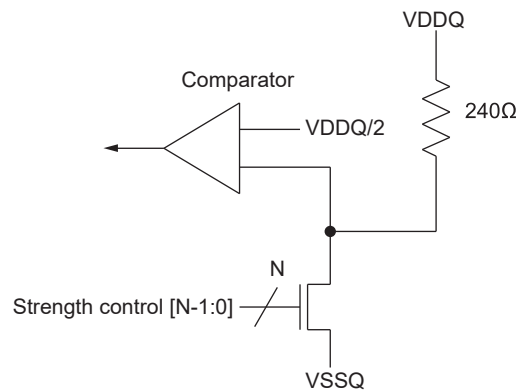 VDDQ
Comparator
240Ω
VDDQ/2
N
Strength control [N-1:0]
VSSQ